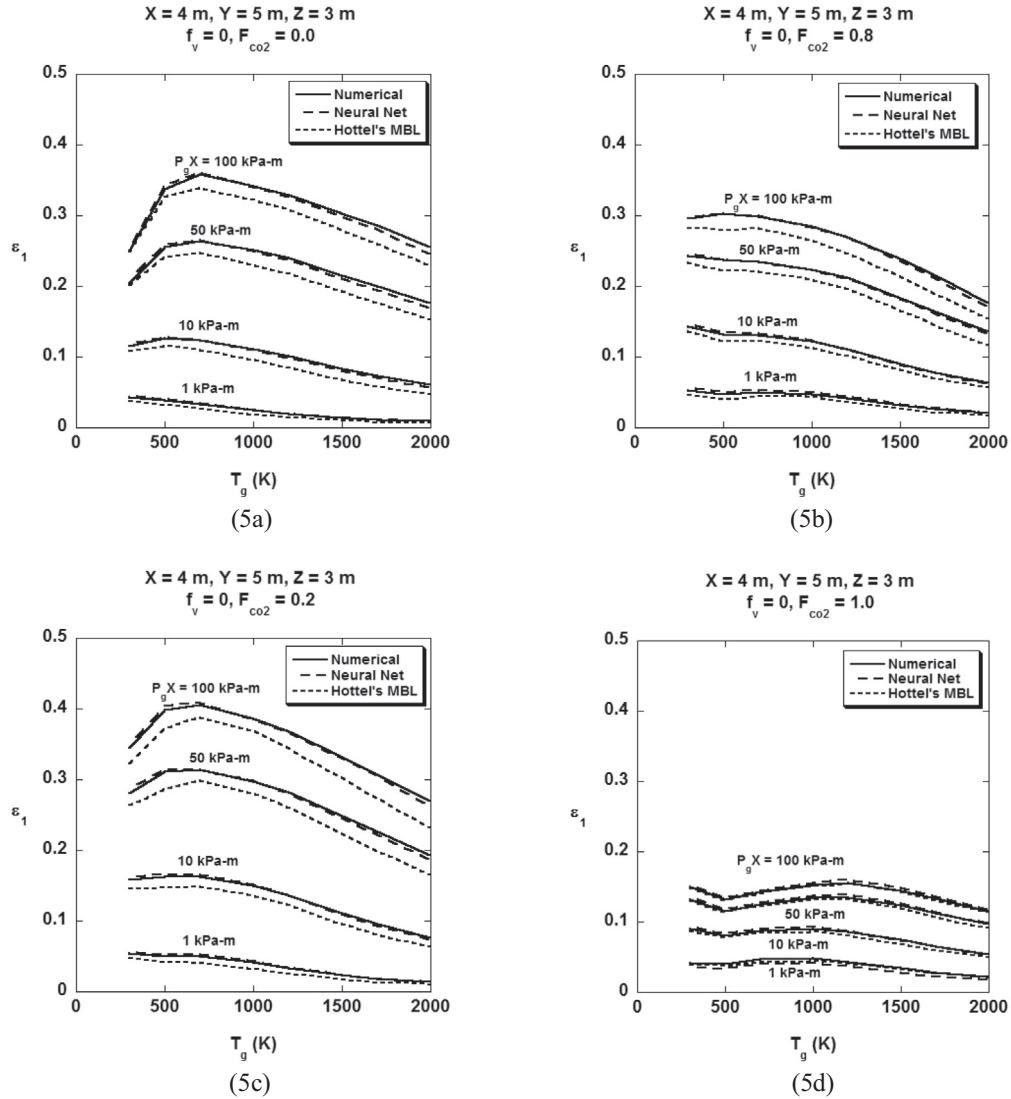 X = 4 m, Y = 5 m, Z = 3 m
f_v = 0, F_co2 = 0.0
0.5
0.4
0.3
0.2
0.1
0
ε_1
Numerical
Neural Net
Hottel's MBL
P_gX = 100 kPa-m
50 kPa-m
10 kPa-m
1 kPa-m
0 500 1000 1500 2000
T_g (K)
(5a)
X = 4 m, Y = 5 m, Z = 3 m
f_v = 0, F_co2 = 0.8
0.5
0.4
0.3
0.2
0.1
0
ε_1
Numerical
Neural Net
Hottel's MBL
P_gX = 100 kPa-m
50 kPa-m
10 kPa-m
1 kPa-m
0 500 1000 1500 2000
T_g (K)
(5b)
X = 4 m, Y = 5 m, Z = 3 m
f_v = 0, F_co2 = 0.2
0.5
0.4
0.3
0.2
0.1
0
ε_1
Numerical
Neural Net
Hottel's MBL
P_gX = 100 kPa-m
50 kPa-m
10 kPa-m
1 kPa-m
0 500 1000 1500 2000
T_g (K)
(5c)
X = 4 m, Y = 5 m, Z = 3 m
f_v = 0, F_co2 = 1.0
0.5
0.4
0.3
0.2
0.1
0
ε_1
Numerical
Neural Net
Hottel's MBL
P_gX = 100 kPa-m
50 kPa-m
10 kPa-m
1 kPa-m
0 500 1000 1500 2000
T_g (K)
(5d)